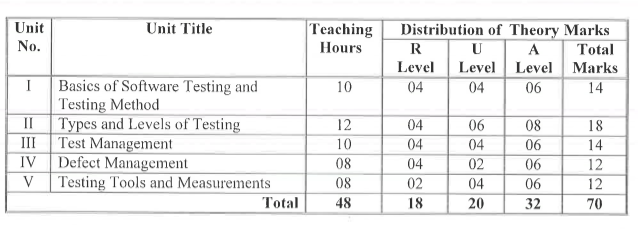 Unit No. Unit Title Teaching Hours Distribution of Theory Marks
R Level U Level A Level Total Marks
I Basics of Software Testing and Testing Method 10 04 04 06 14
II Types and Levels of Testing 12 04 06 08 18
III Test Management 10 04 04 06 14
IV Defect Management 08 04 02 06 12
V Testing Tools and Measurements 08 02 04 06 12
Total 48 18 20 32 70